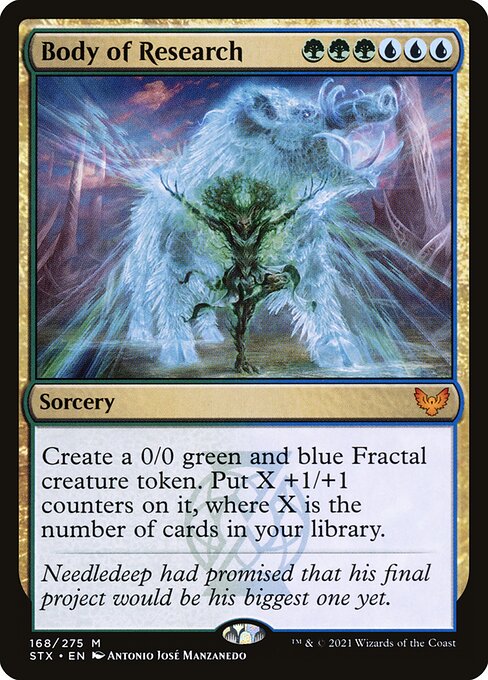 Body of Research
Sorcery
Create a 0/0 green and blue Fractal
creature token. Put X +1/+1
counters on it, where X is the
number of cards in your library.
Needledeep had promised that his final
project would be his biggest one yet.
168/275 M
STX • EN Antonio José Manzanedo
™ & © 2021 Wizards of the Coast